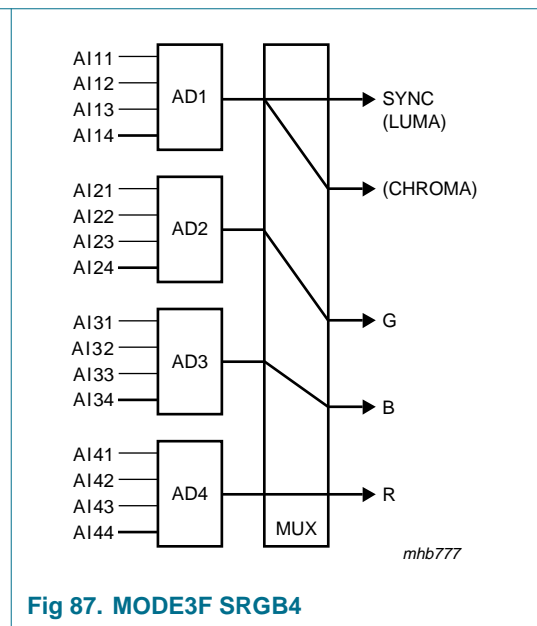 AI11
AI12
AI13
AI14
AD1
SYNC
(LUMA)
(CHROMA)
AI21
AI22
AI23
AI24
AD2
G
AI31
AI32
AI33
AI34
AD3
B
AI41
AI42
AI43
AI44
AD4
R
MUX
mhb777
Fig 87. MODE3F SRGB4